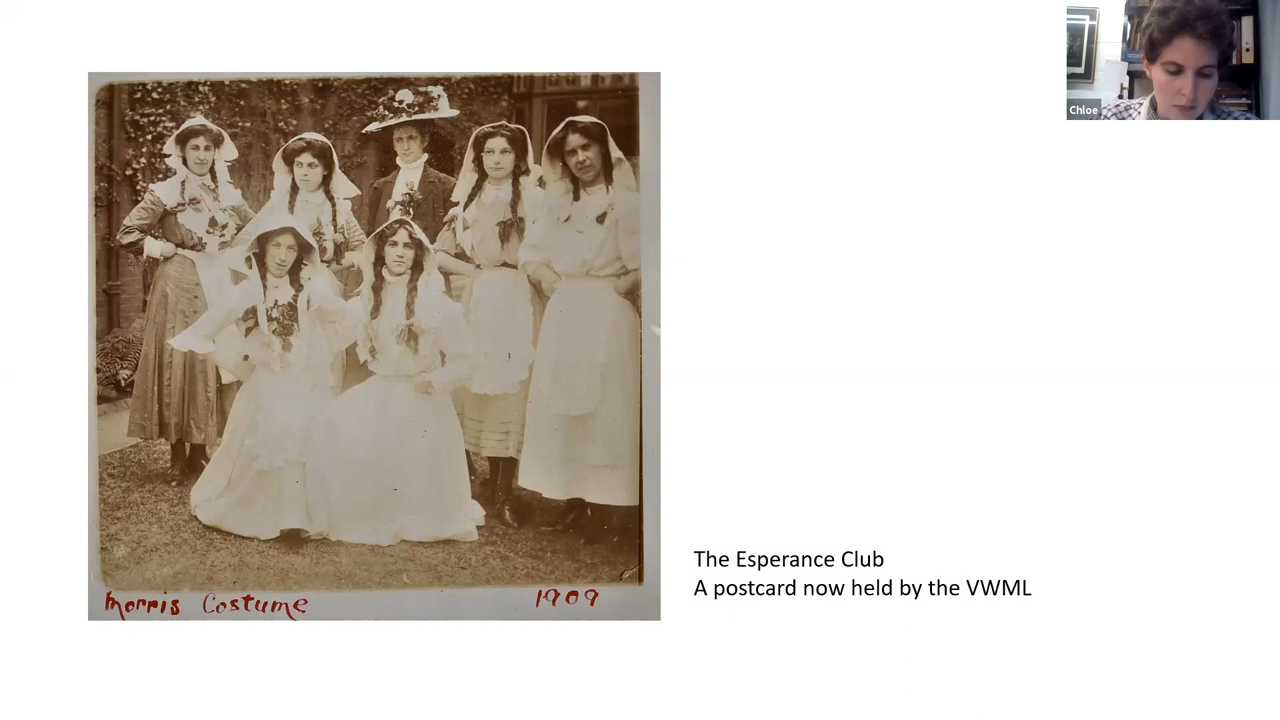 Chloe
Morris Costume 1909
The Esperance Club
A postcard now held by the VWML